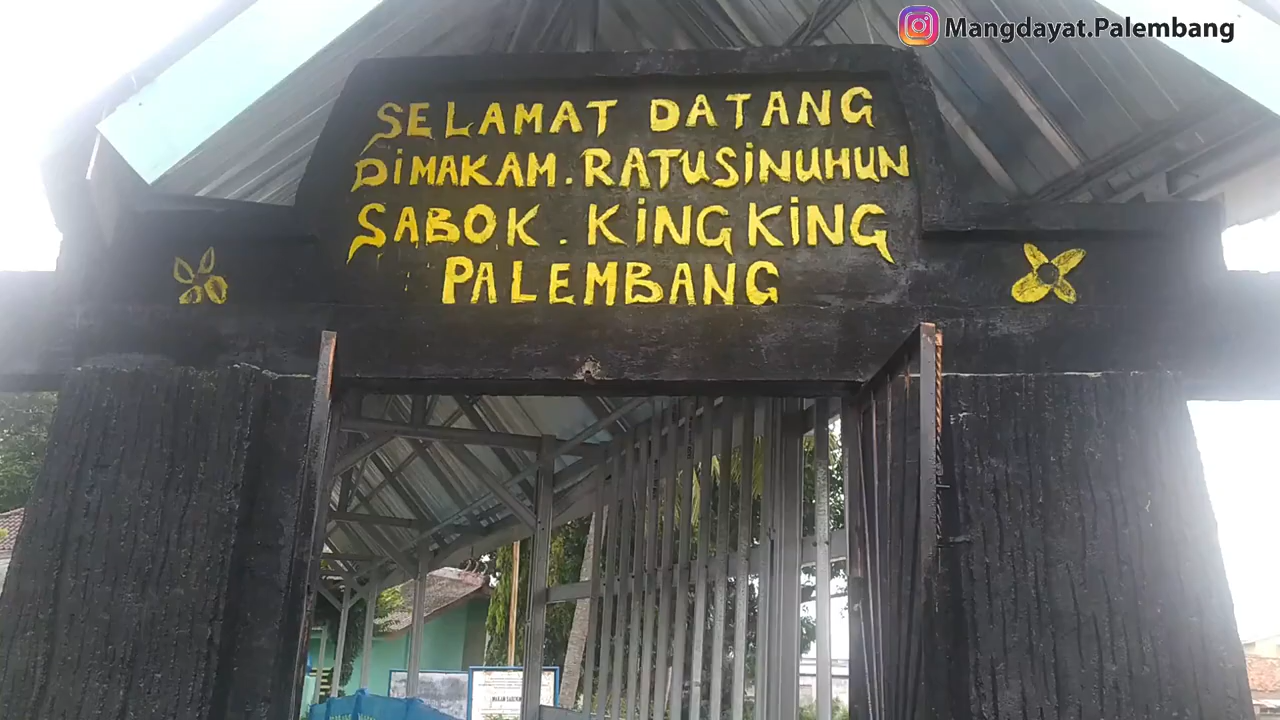 Mangdayat.Palembang
SELAMAT DATANG
DiMAKAM.RATUSiNUHUN
SABOK.KiNGKiNG
PALEMBANG